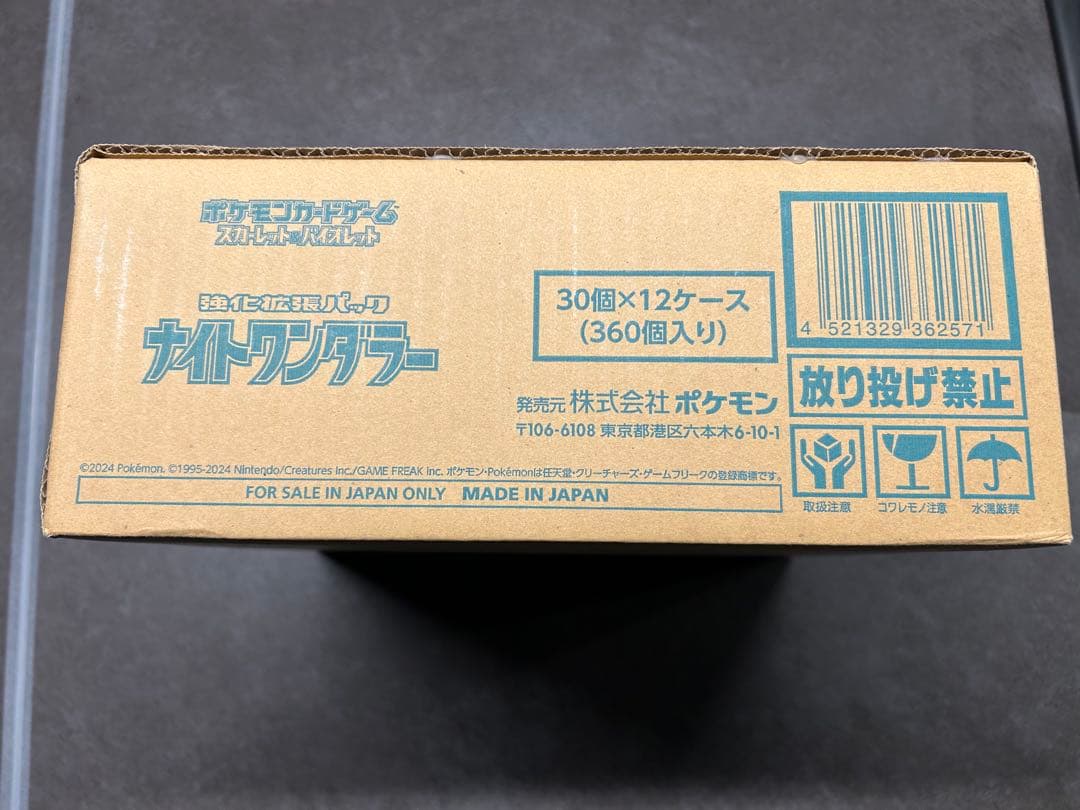 ポケモンカードゲーム
スカーレット&バイオレット
強化拡張パック
ナイトワンダラー
30個×12ケース
(360個入り)
発売元 株式会社 ポケモン
〒106-6108 東京都港区六本木6-10-1
4 521329 362571
放り投げ禁止
取扱注意 コワレモノ注意 水濡厳禁
©2024 Pokémon. ©1995-2024 Nintendo/Creatures Inc./GAME FREAK inc. ポケモン・Pokémonは任天堂・クリーチャーズ・ゲームフリークの登録商標です。
FOR SALE IN JAPAN ONLY MADE IN JAPAN